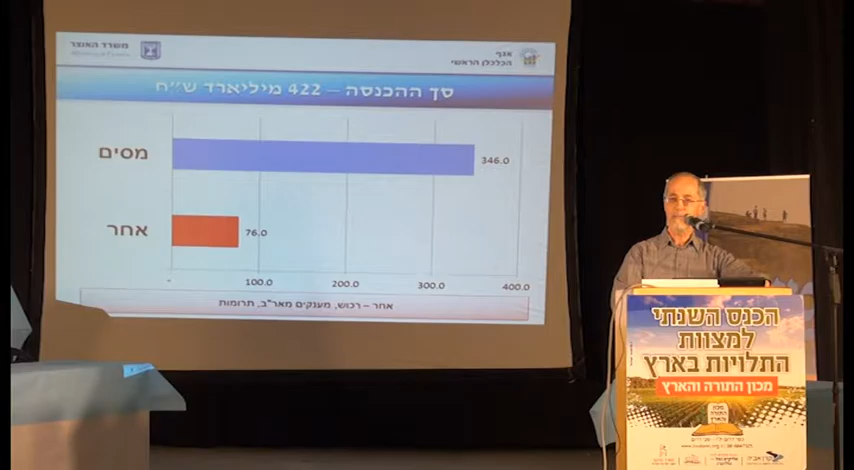 משרד האוצר
אגף
הכלכלן הראשי
סך ההכנסה – 422 מיליארד ש״ח
מסים
346.0
אחר
76.0
- 100.0 200.0 300.0 400.0
אחר – רכוש, מענקים מאר"ב, תרומות
הכנס השנתי
למצוות
התלויות בארץ
מכון התורה והארץ